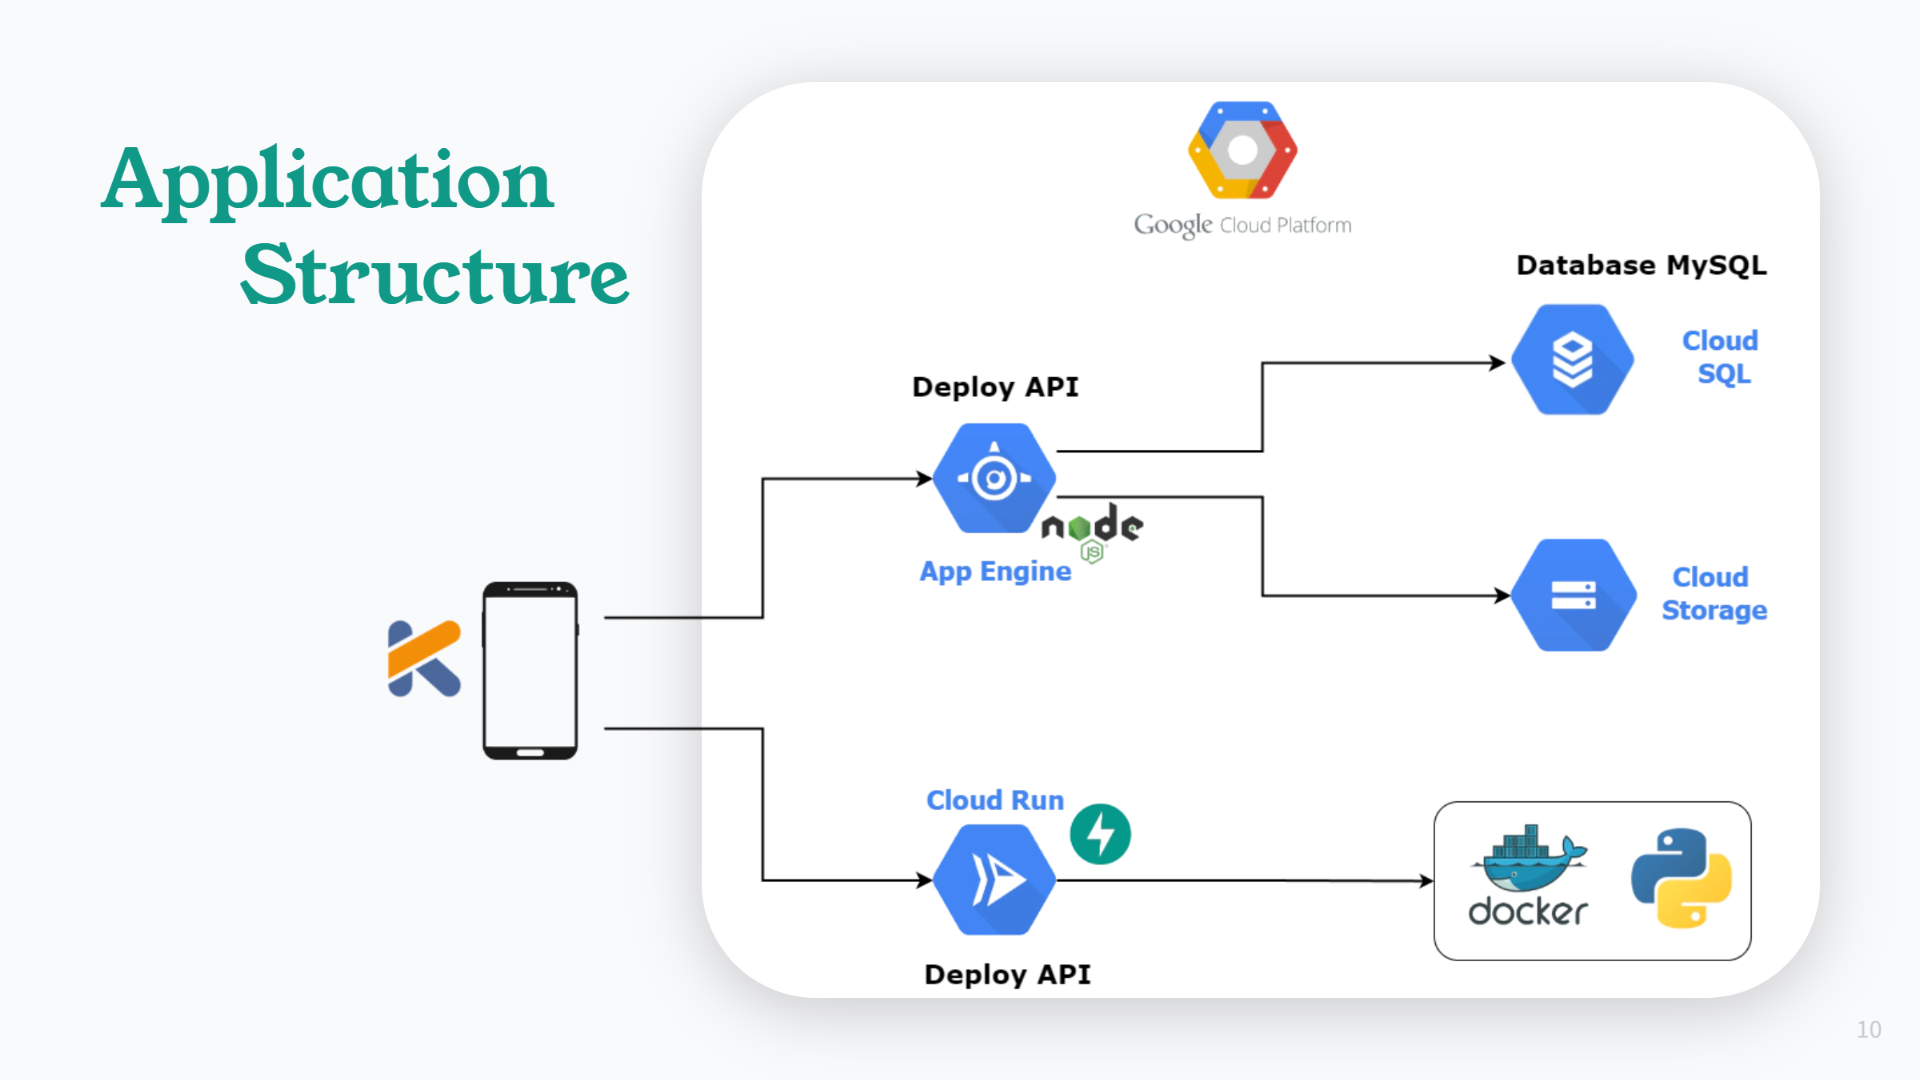 Application
Structure
Google Cloud Platform
Database MySQL
Cloud
SQL
Deploy API
node
JS
App Engine
Cloud
Storage
Cloud Run
docker
Deploy API
10